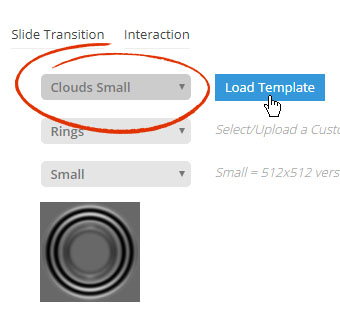 Slide Transition Interaction
Clouds Small Load Template
Rings Select/Upload a Custo
Small Small = 512x512 vers